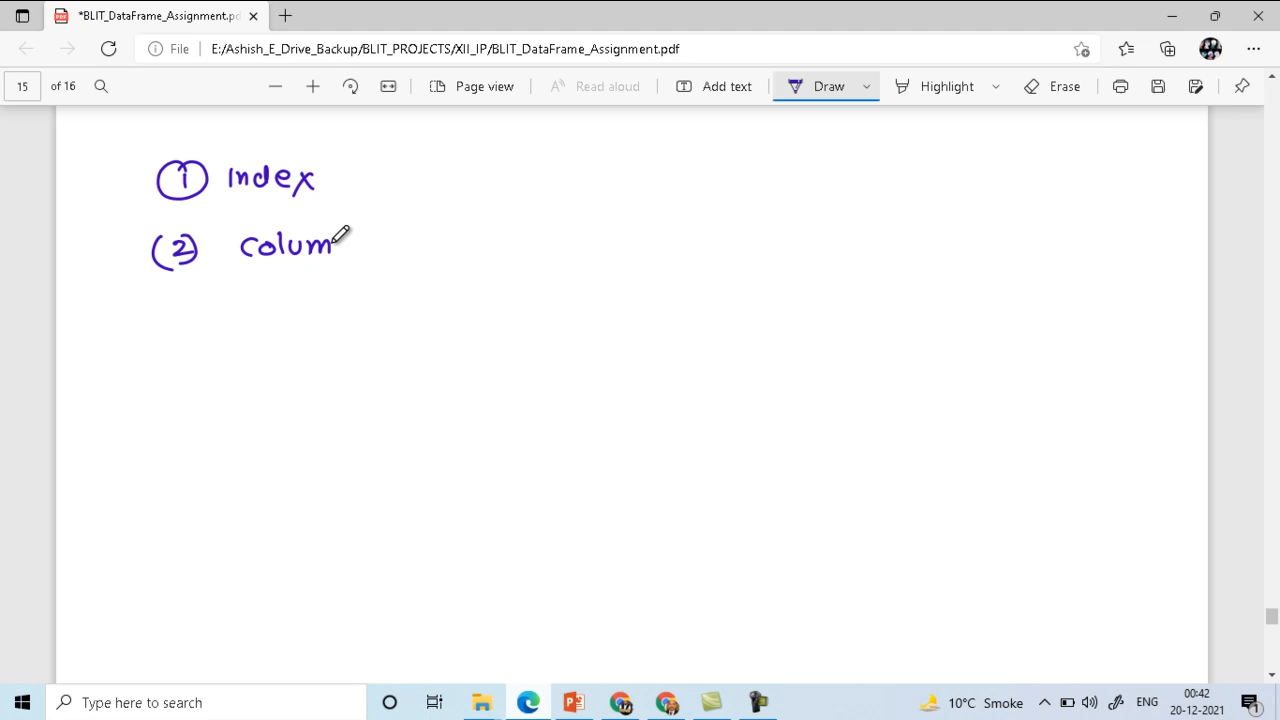 *BLIT_DataFrame_Assignment.pd
File E:/Ashish_E_Drive_Backup/BLIT_PROJECTS/XII_IP/BLIT_DataFrame_Assignment.pdf
15 of 16 Page view Read aloud Add text Draw Highlight Erase
① Index
(2) Colum
Type here to search
10°C Smoke ENG 00:42
20-12-2021